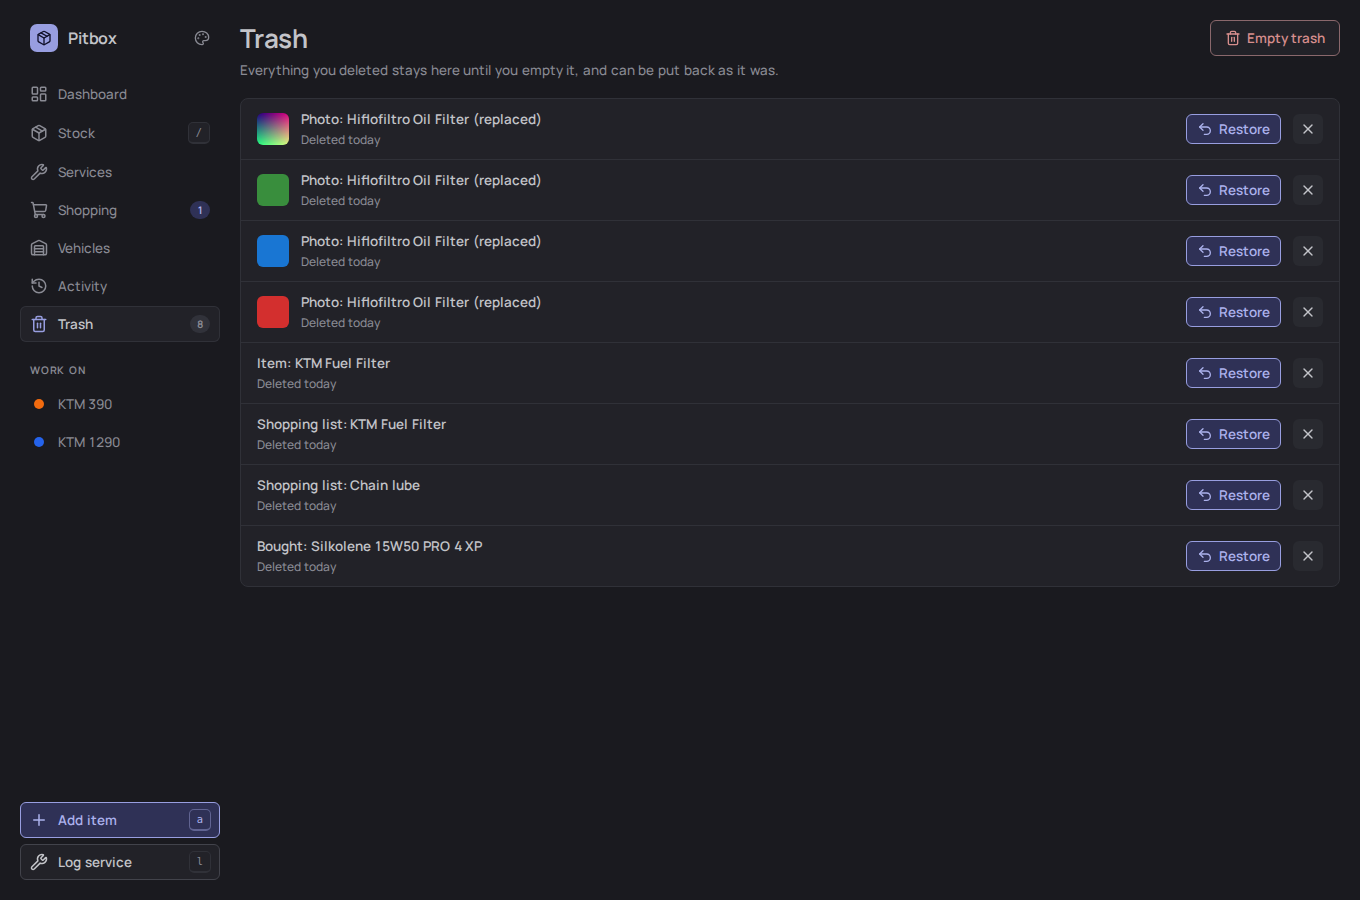 Pitbox
Dashboard
Stock /
Services
Shopping 1
Vehicles
Activity
Trash 8
WORK ON
KTM 390
KTM 1290
Add item a
Log service l
Trash
Empty trash
Everything you deleted stays here until you empty it, and can be put back as it was.
Photo: Hiflofiltro Oil Filter (replaced)
Deleted today
Restore
Photo: Hiflofiltro Oil Filter (replaced)
Deleted today
Restore
Photo: Hiflofiltro Oil Filter (replaced)
Deleted today
Restore
Photo: Hiflofiltro Oil Filter (replaced)
Deleted today
Restore
Item: KTM Fuel Filter
Deleted today
Restore
Shopping list: KTM Fuel Filter
Deleted today
Restore
Shopping list: Chain lube
Deleted today
Restore
Bought: Silkolene 15W50 PRO 4 XP
Deleted today
Restore